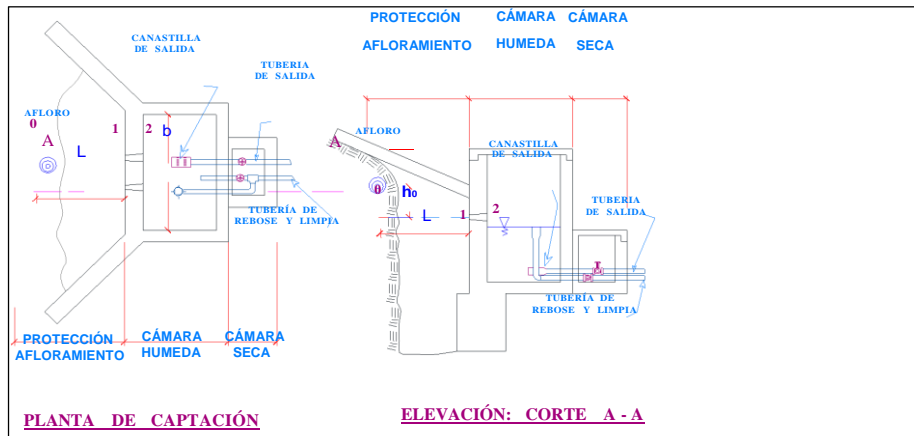 CANASTILLA
DE SALIDA
TUBERIA
DE SALIDA
AFLORO
0
A
L
1
2
b
TUBERÍA DE
REBOSE Y LIMPIA
PROTECCIÓN
AFLORAMIENTO
CÁMARA
HUMEDA
CÁMARA
SECA
PLANTA DE CAPTACIÓN
PROTECCIÓN
AFLORAMIENTO
CÁMARA
HUMEDA
CÁMARA
SECA
AFLORO
A
CANASTILLA
DE SALIDA
0
h0
L
1
2
TUBERIA
DE SALIDA
r
TUBERÍA DE
REBOSE Y LIMPIA
ELEVACIÓN: CORTE A - A